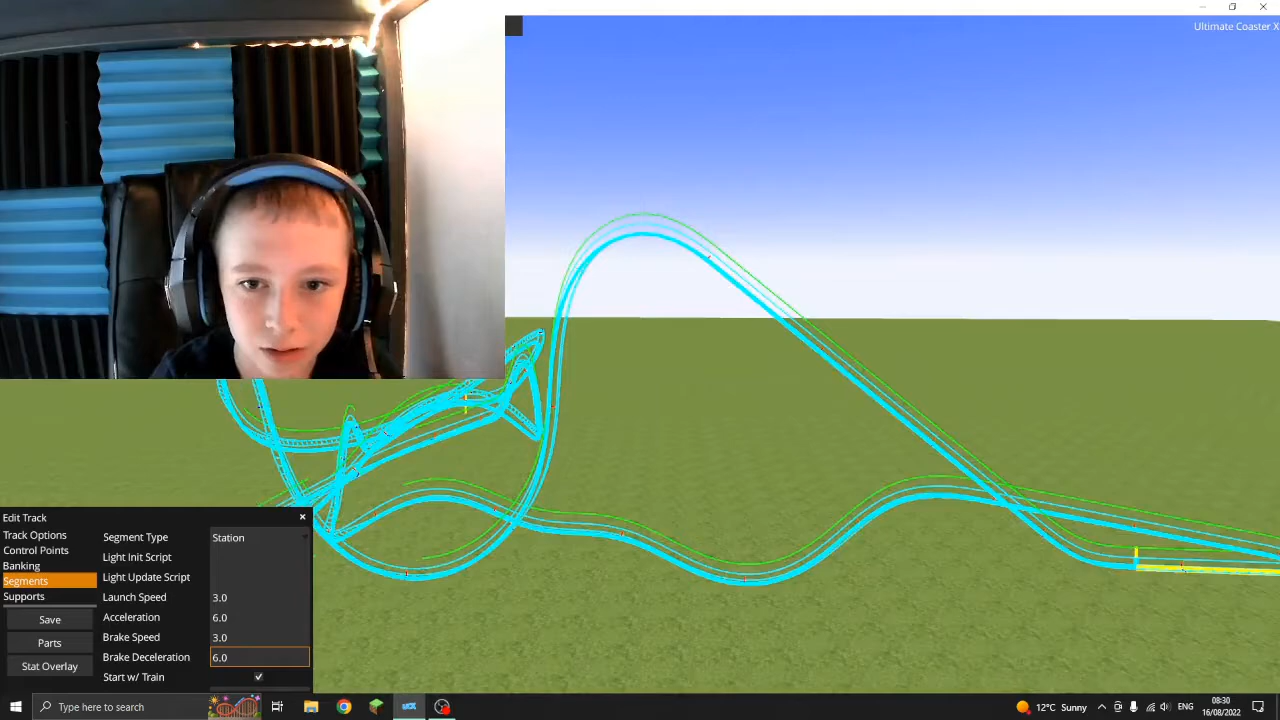 Ultimate Coaster X
Edit Track
Track Options
Control Points
Banking
Segments
Supports
Save
Parts
Stat Overlay
Segment Type Station
Light Init Script
Light Update Script
Launch Speed 3.0
Acceleration 6.0
Brake Speed 3.0
Brake Deceleration 6.0
Start w/ Train
Type here to search
UCX
12°C Sunny
ENG
08:30
16/08/2022